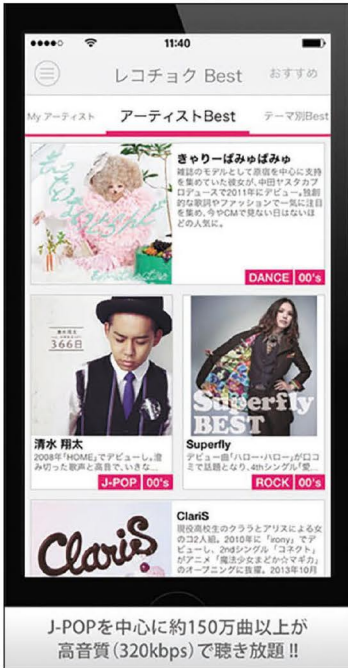 11:40
レコチョク Best
おすすめ
My アーティスト
アーティストBest
テーマ別Best
きゃりーぱみゅぱみゅ
雑誌のモデルとして原宿を中心に支持
を集めていた彼女が、中田ヤスタカプ
ロデュースで2011年にデビュー。独創
的な歌詞やファッションで一気に注目
を集め、今やCMで見ない日はないほ
どの人気に。
DANCE 00's
366日
清水 翔太
2008年「HOME」でデビューし。澄
み切った歌声と高音で、いきな...
J-POP 00's
Superfly
BEST
Superfly
デビュー曲「ハロー・ハロー」が口コ
ミで話題となり、4thシングル「愛...
ROCK 00's
ClariS
ClariS
現役高校生のクララとアリスによる女
の子2人組。2010年に「irony」でデ
ビューし、2ndシングル「コネクト」
がアニメ「魔法少女まどか☆マギカ」
のオープニングに抜擢。2013年10月
J-POPを中心に約150万曲以上が
高音質(320kbps)で聴き放題!!